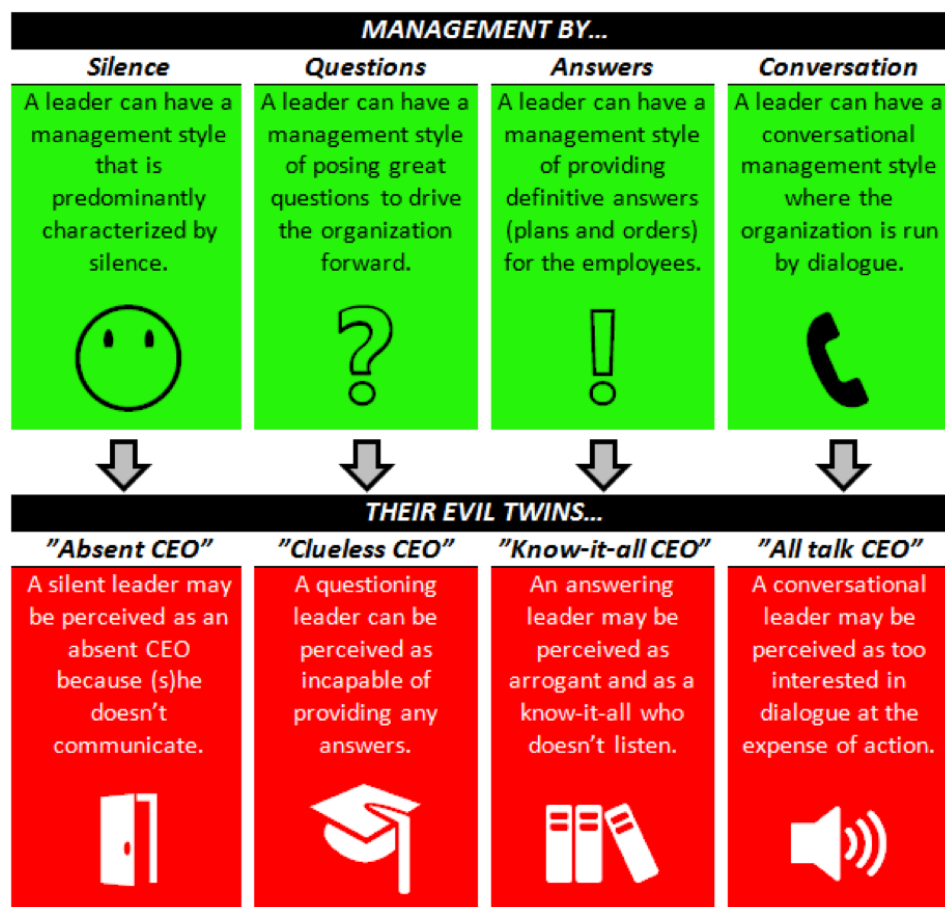 MANAGEMENT BY...
Silence
A leader can have a
management style
that is
predominantly
characterized by
silence.
Questions
A leader can have a
management style
of posing great
questions to drive
the organization
forward.
?
Answers
A leader can have a
management style
of providing
definitive answers
(plans and orders)
for the employees.
!
Conversation
A leader can have a
conversational
management style
where the
organization is run
by dialogue.
THEIR EVIL TWINS...
”Absent CEO”
A silent leader may
be perceived as an
absent CEO
because (s)he
doesn’t
communicate.
”Clueless CEO”
A questioning
leader can be
perceived as
incapable of
providing any
answers.
”Know-it-all CEO”
An answering
leader may be
perceived as
arrogant and as a
know-it-all who
doesn’t listen.
”All talk CEO”
A conversational
leader may be
perceived as too
interested in
dialogue at the
expense of action.